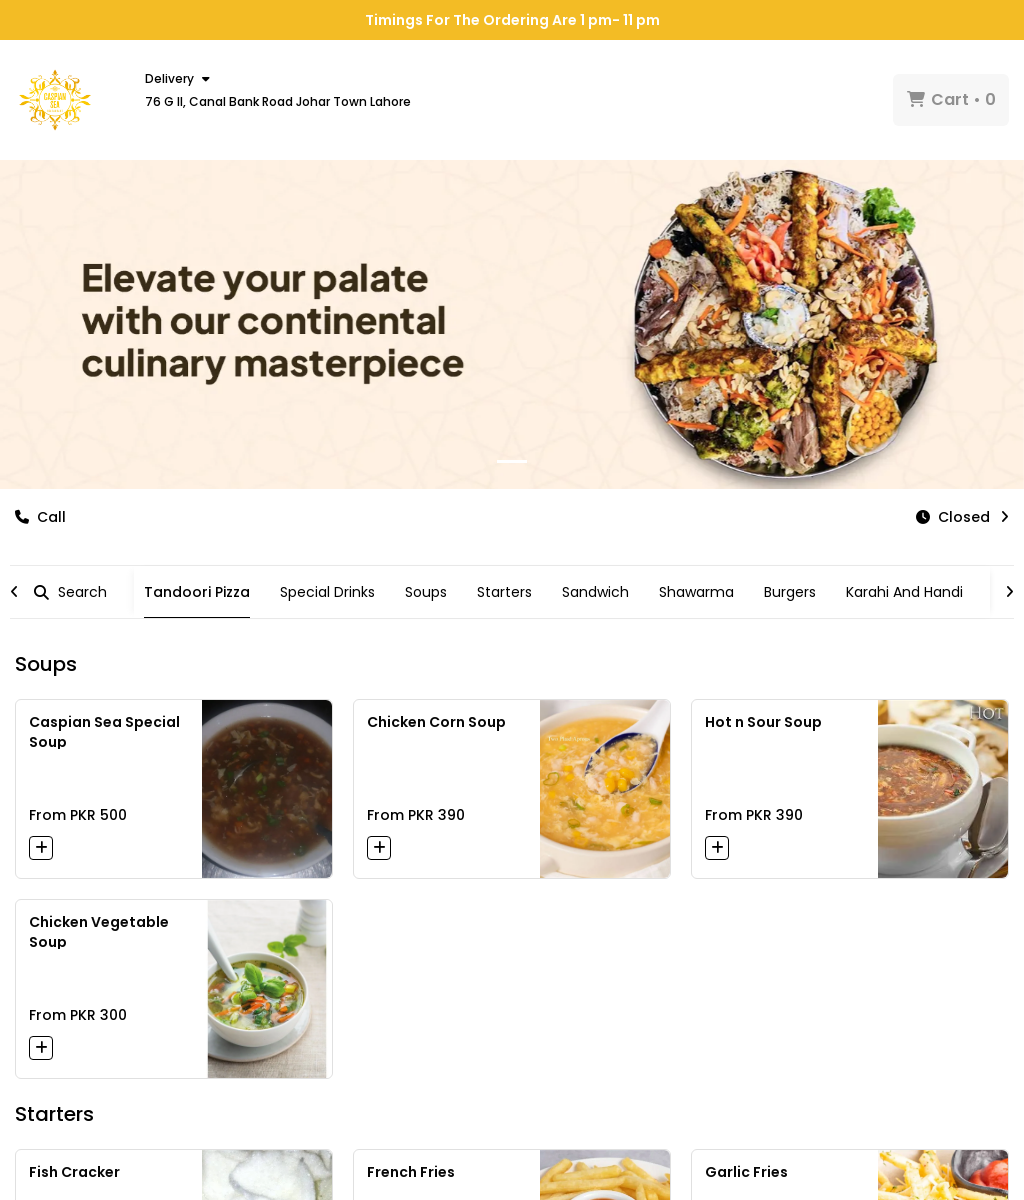 Timings For The Ordering Are 1 pm- 11 pm
CASPIAN
SEA
Delivery
76 G II, Canal Bank Road Johar Town Lahore
Cart • 0
Elevate your palate
with our continental
culinary masterpiece
Call
Closed
Search
Tandoori Pizza
Special Drinks
Soups
Starters
Sandwich
Shawarma
Burgers
Karahi And Handi
Soups
Caspian Sea Special
Soup
From PKR 500
Chicken Corn Soup
From PKR 390
Hot n Sour Soup
From PKR 390
HOT
Chicken Vegetable
Soup
From PKR 300
Starters
Fish Cracker
French Fries
Garlic Fries